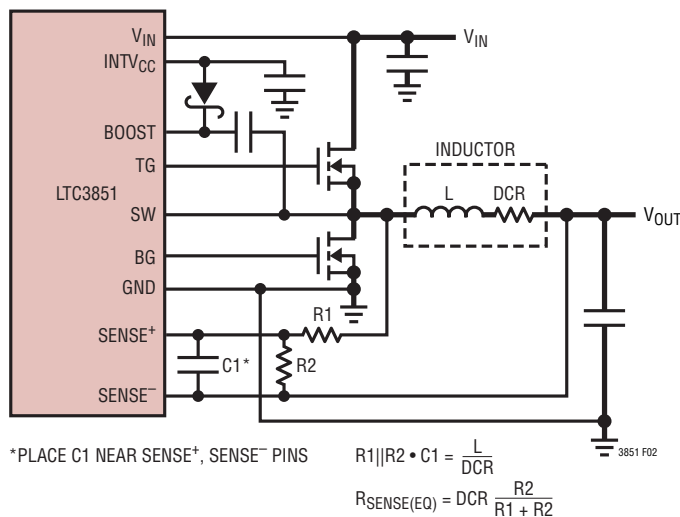 V_IN
INTV_CC
BOOST
TG
LTC3851
SW
BG
GND
SENSE⁺
SENSE⁻
V_IN
INDUCTOR
L
DCR
V_OUT
R1
C1*
R2
3851 F02
*PLACE C1 NEAR SENSE⁺, SENSE⁻ PINS
R1||R2 • C1 = L/DCR
R_SENSE(EQ) = DCR R2/(R1 + R2)